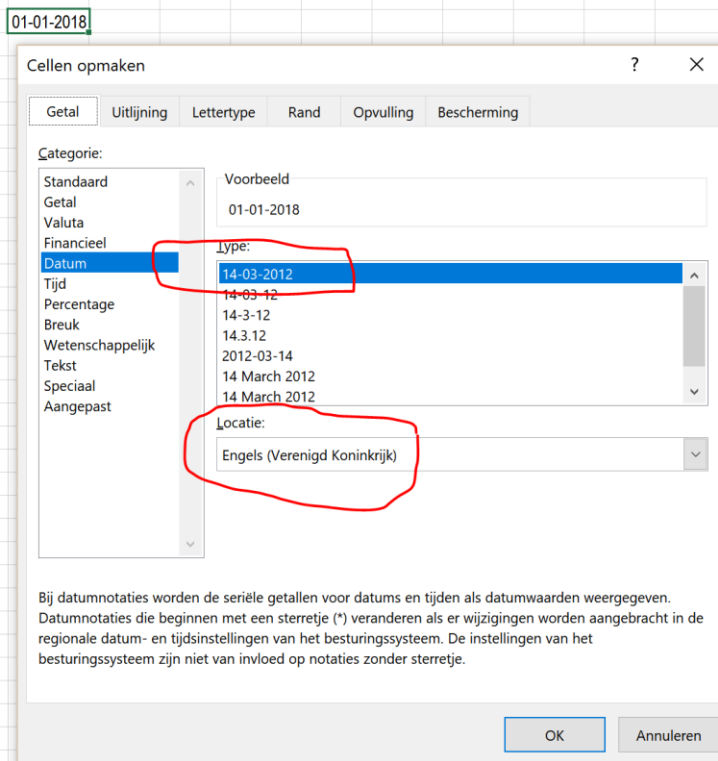 01-01-2018
Cellen opmaken ?
Getal Uitlijning Lettertype Rand Opvulling Bescherming
Categorie:
Standaard
Getal
Valuta
Financieel
Datum
Tijd
Percentage
Breuk
Wetenschappelijk
Tekst
Speciaal
Aangepast
Voorbeeld
01-01-2018
Type:
14-03-2012
14-03-12
14-3-12
14.3.12
2012-03-14
14 March 2012
14 March 2012
Locatie:
Engels (Verenigd Koninkrijk)
Bij datumnotaties worden de seriële getallen voor datums en tijden als datumwaarden weergegeven.
Datumnotaties die beginnen met een sterretje (*) veranderen als er wijzigingen worden aangebracht in de
regionale datum- en tijdsinstellingen van het besturingssysteem. De instellingen van het
besturingssysteem zijn niet van invloed op notaties zonder sterretje.
OK Annuleren